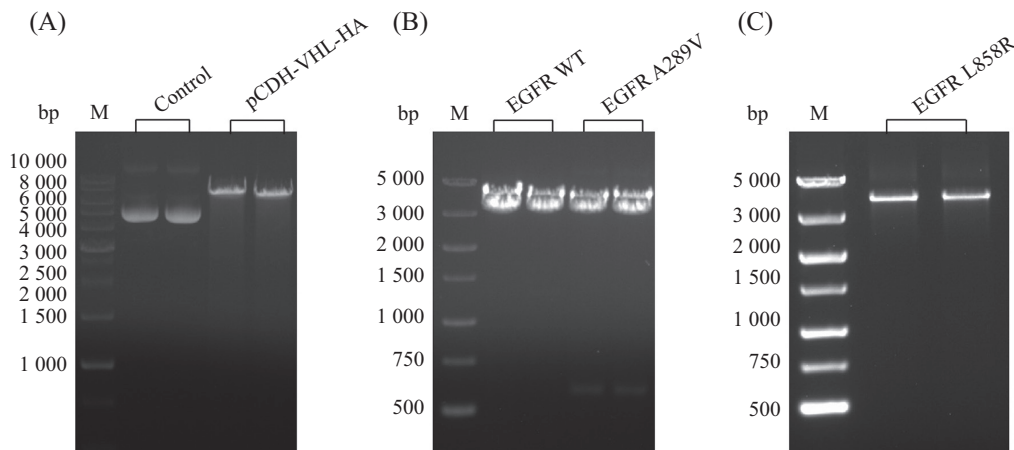 (A)
bp
M
Control
pCDH-VHL-HA
10 000
8 000
6 000
5 000
4 000
3 000
2 500
2 000
1 500
1 000
(B)
bp
M
EGFR WT
EGFR A289V
5 000
3 000
2 000
1 500
1 000
750
500
(C)
bp
M
EGFR L858R
5 000
3 000
2 000
1 500
1 000
750
500